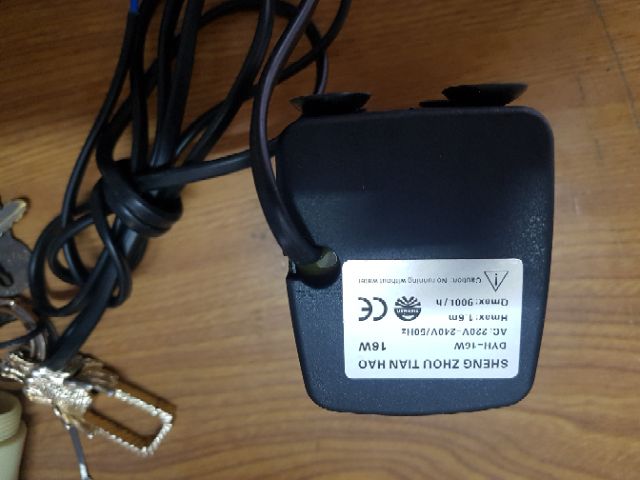 SHENG ZHOU TIAN HAO
DYH-16W 16W
AC: 220V-240V/50Hz
Hmax: 1.6m
Qmax: 900L/h
Caution: No running without water